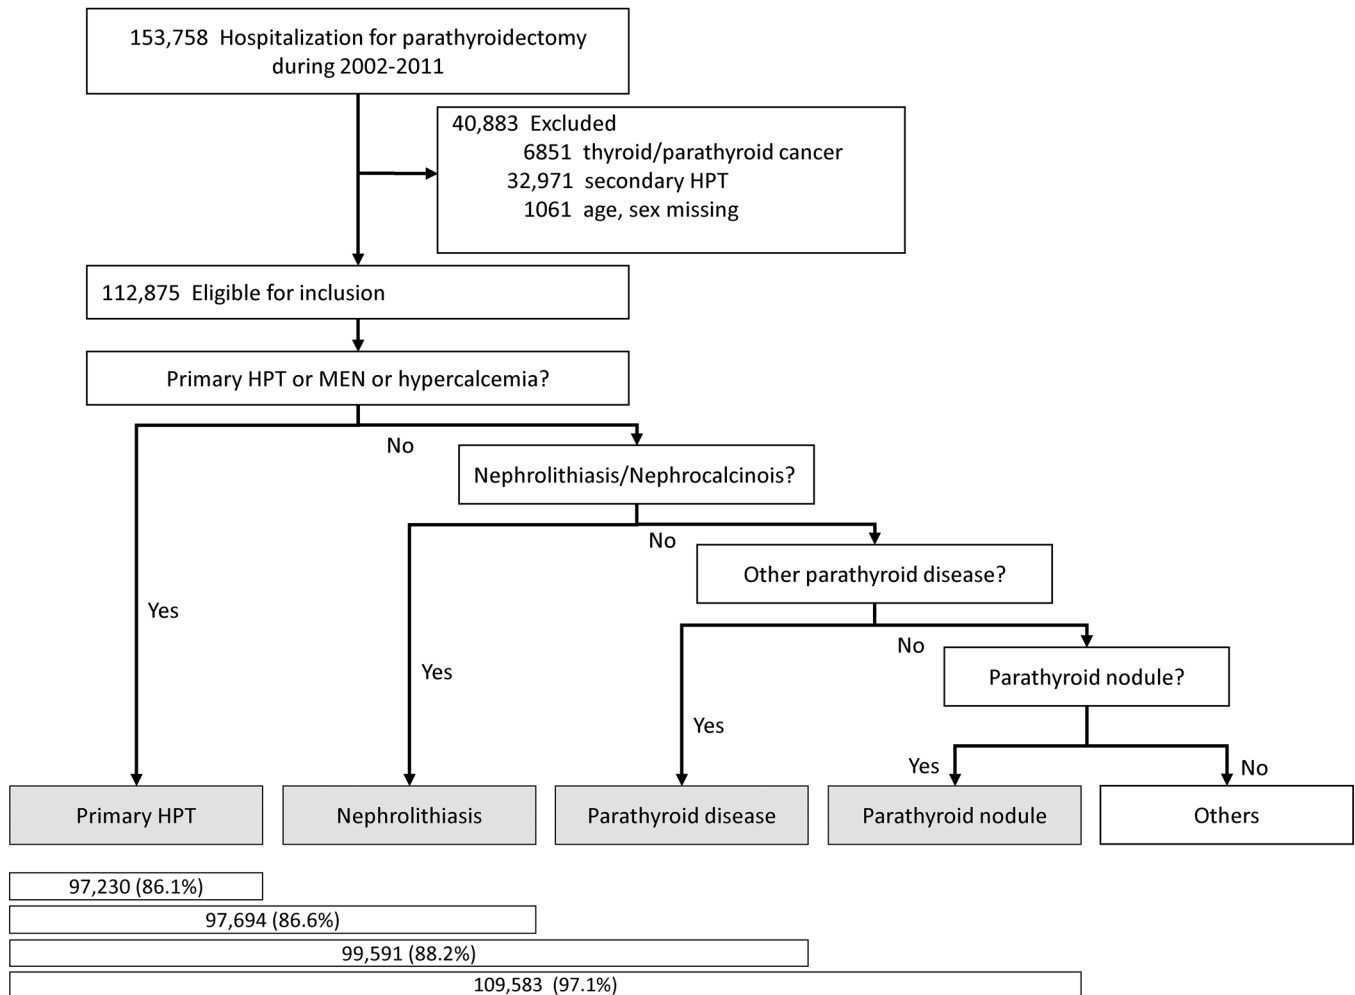 153,758 Hospitalization for parathyroidectomy
during 2002-2011
40,883 Excluded
6851 thyroid/parathyroid cancer
32,971 secondary HPT
1061 age, sex missing
112,875 Eligible for inclusion
Primary HPT or MEN or hypercalcemia?
No
Nephrolithiasis/Nephrocalcinois?
No
Other parathyroid disease?
Yes
No
Parathyroid nodule?
Yes
Yes
Yes
No
Primary HPT
Nephrolithiasis
Parathyroid disease
Parathyroid nodule
Others
97,230 (86.1%)
97,694 (86.6%)
99,591 (88.2%)
109,583 (97.1%)